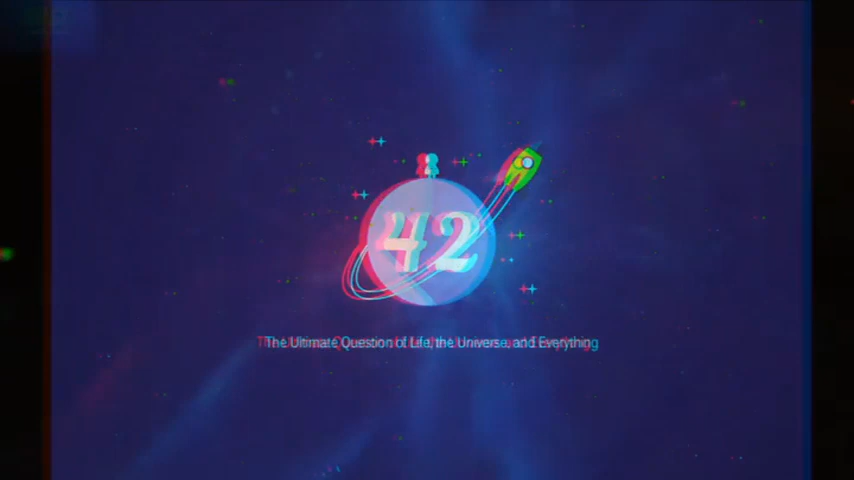 42
The Ultimate Question of Life, the Universe, and Everything